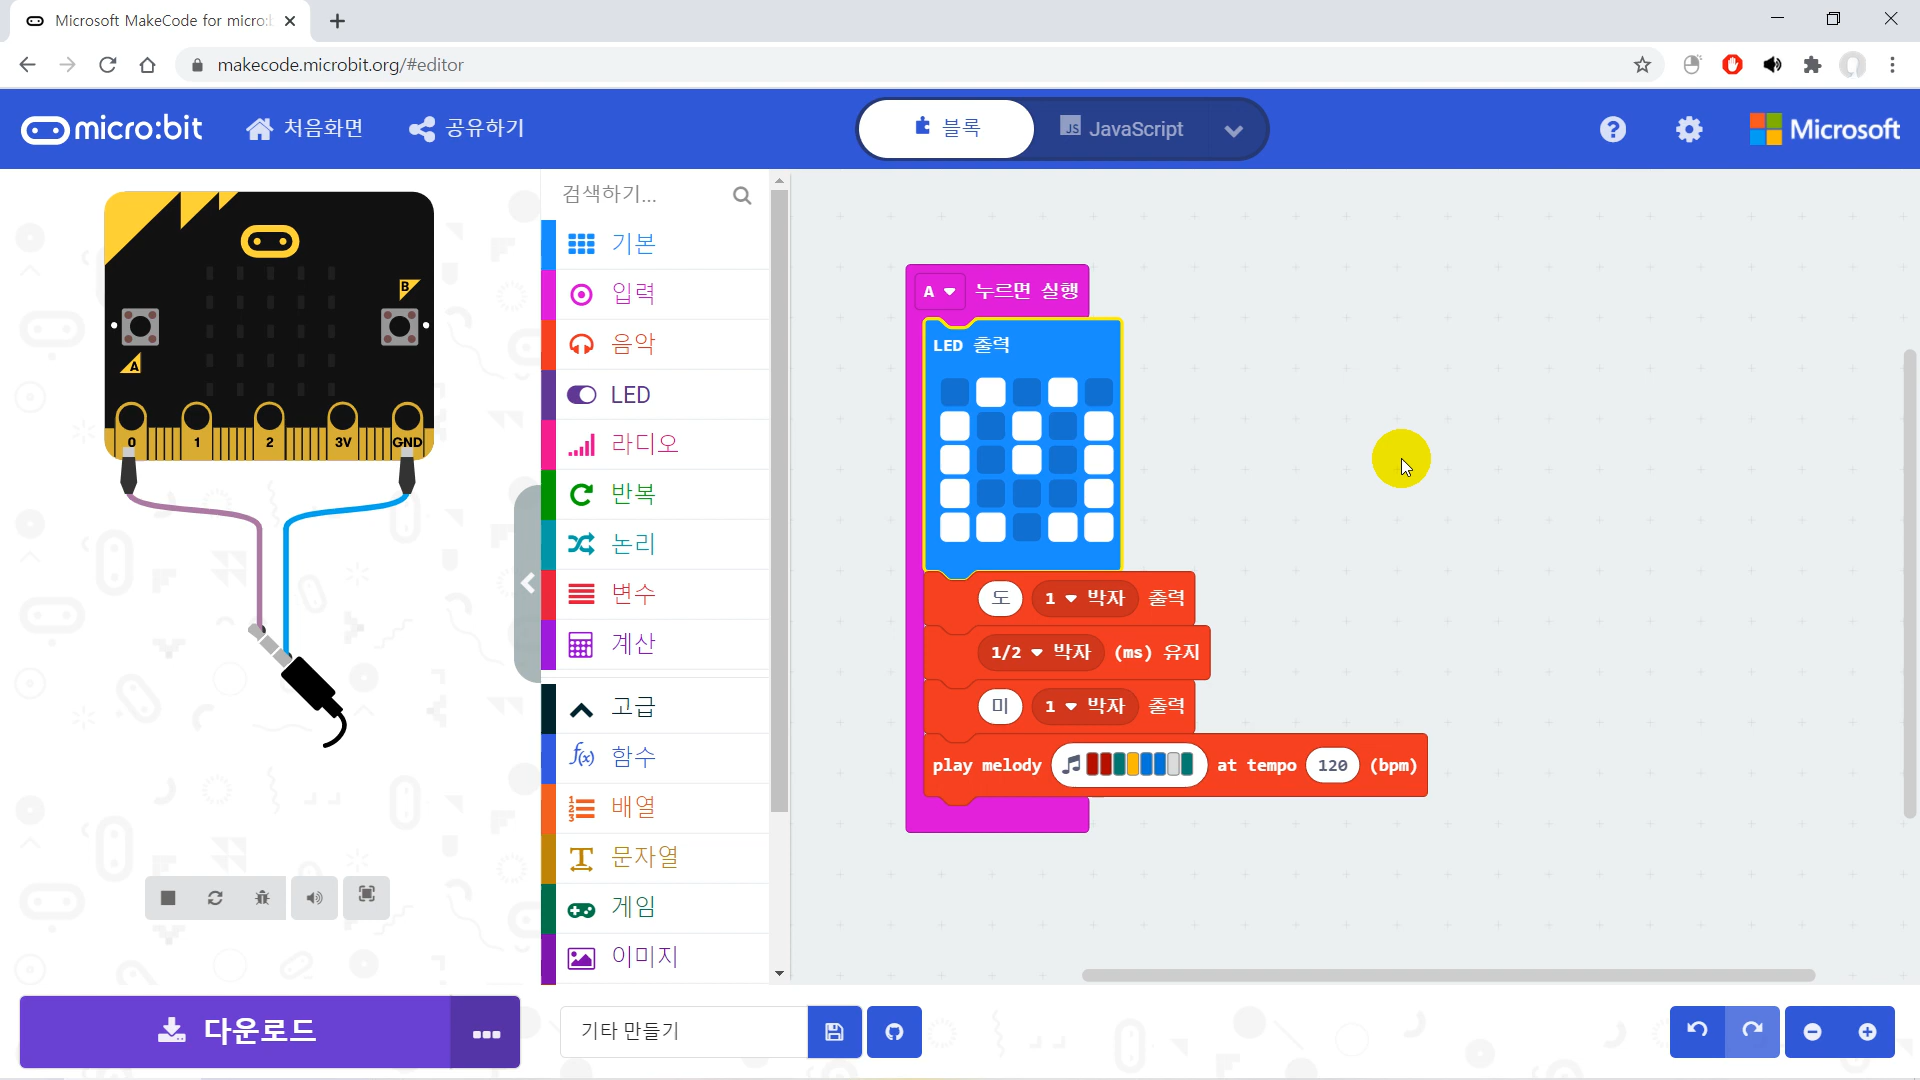 Microsoft MakeCode for micro:b
makecode.microbit.org/#editor
micro:bit
처음화면
공유하기
블록
JS JavaScript
Microsoft
검색하기...
기본
입력
음악
LED
라디오
반복
논리
변수
계산
고급
함수
배열
문자열
게임
이미지
A
B
0 1 2 3V GND
A 누르면 실행
LED 출력
도 1 박자 출력
1/2 박자 (ms) 유지
미 1 박자 출력
play melody at tempo 120 (bpm)
다운로드
기타 만들기